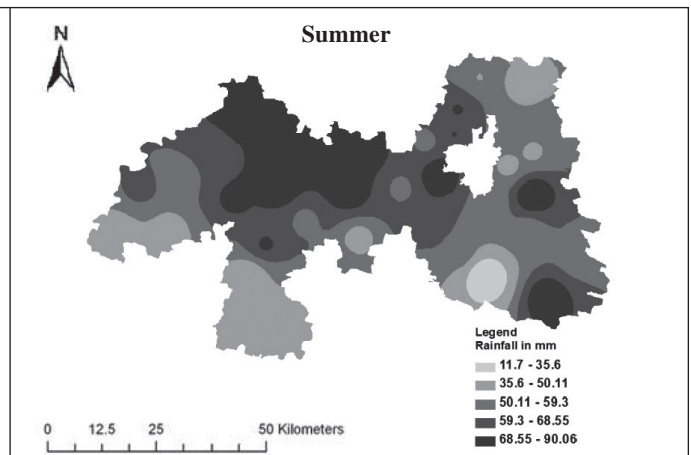 Summer
N
Legend
Rainfall in mm
11.7 - 35.6
35.6 - 50.11
50.11 - 59.3
59.3 - 68.55
68.55 - 90.06
0 12.5 25 50 Kilometers